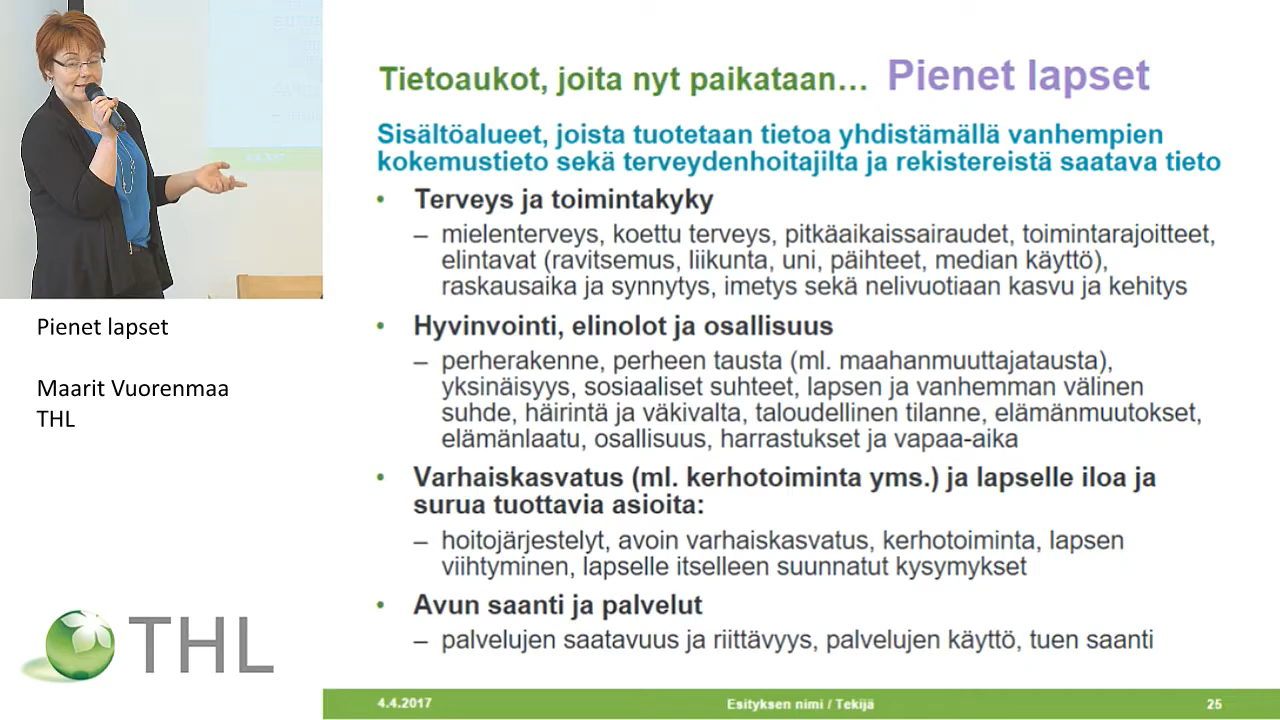 Tietoaukot, joita nyt paikataan… Pienet lapset
Sisältöalueet, joista tuotetaan tietoa yhdistämällä vanhempien
kokemustieto sekä terveydenhoitajilta ja rekistereistä saatava tieto
• Terveys ja toimintakyky
– mielenterveys, koettu terveys, pitkäaikaissairaudet, toimintarajoitteet,
elintavat (ravitsemus, liikunta, uni, päihteet, median käyttö),
raskausaika ja synnytys, imetys sekä nelivuotiaan kasvu ja kehitys
• Hyvinvointi, elinolot ja osallisuus
– perherakenne, perheen tausta (ml. maahanmuuttajatausta),
yksinäisyys, sosiaaliset suhteet, lapsen ja vanhemman välinen
suhde, häirintä ja väkivalta, taloudellinen tilanne, elämänmuutokset,
elämänlaatu, osallisuus, harrastukset ja vapaa-aika
• Varhaiskasvatus (ml. kerhotoiminta yms.) ja lapselle iloa ja
surua tuottavia asioita:
– hoitojärjestelyt, avoin varhaiskasvatus, kerhotoiminta, lapsen
viihtyminen, lapselle itselleen suunnatut kysymykset
• Avun saanti ja palvelut
– palvelujen saatavuus ja riittävyys, palvelujen käyttö, tuen saanti
4.4.2017 Esityksen nimi / Tekijä 25
Pienet lapset
Maarit Vuorenmaa
THL
THL